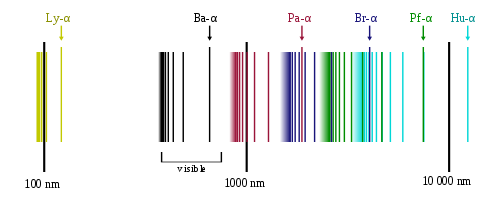 Ly-α Ba-α Pa-α Br-α Pf-α Hu-α
visible
100 nm 1000 nm 10 000 nm